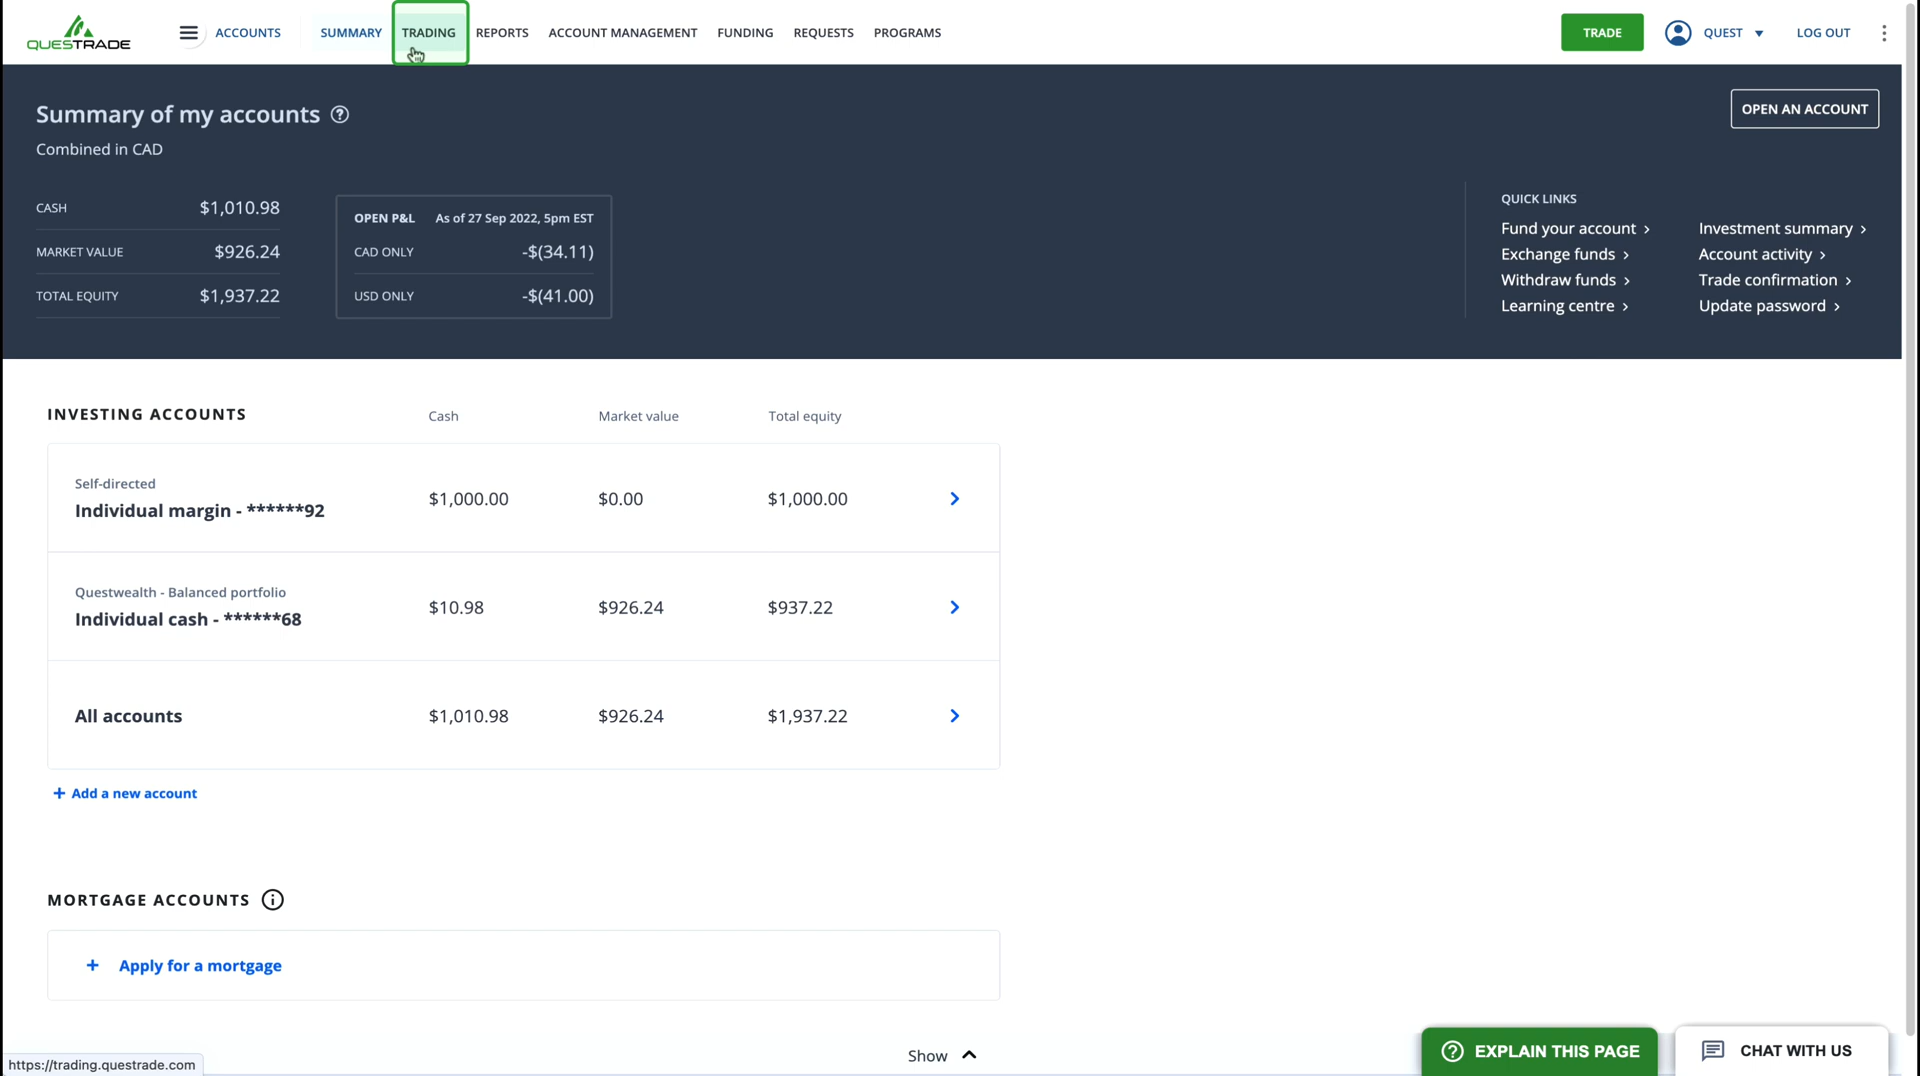 QUESTRADE
ACCOUNTS
SUMMARY
TRADING
REPORTS
ACCOUNT MANAGEMENT
FUNDING
REQUESTS
PROGRAMS
TRADE
QUEST
LOG OUT
Summary of my accounts
OPEN AN ACCOUNT
Combined in CAD
CASH $1,010.98
MARKET VALUE $926.24
TOTAL EQUITY $1,937.22
OPEN P&L As of 27 Sep 2022, 5pm EST
CAD ONLY -$(34.11)
USD ONLY -$(41.00)
QUICK LINKS
Fund your account
Exchange funds
Withdraw funds
Learning centre
Investment summary
Account activity
Trade confirmation
Update password
INVESTING ACCOUNTS Cash Market value Total equity
Self-directed
Individual margin - ******92 $1,000.00 $0.00 $1,000.00
Questwealth - Balanced portfolio
Individual cash - ******68 $10.98 $926.24 $937.22
All accounts $1,010.98 $926.24 $1,937.22
+ Add a new account
MORTGAGE ACCOUNTS
+ Apply for a mortgage
Show
EXPLAIN THIS PAGE
CHAT WITH US
https://trading.questrade.com